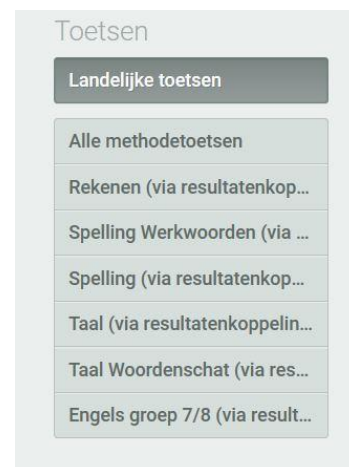 Toetsen
Landelijke toetsen
Alle methodetoetsen
Rekenen (via resultatenkop...
Spelling Werkwoorden (via ...
Spelling (via resultatenkop...
Taal (via resultatenkoppelin...
Taal Woordenschat (via res...
Engels groep 7/8 (via result...